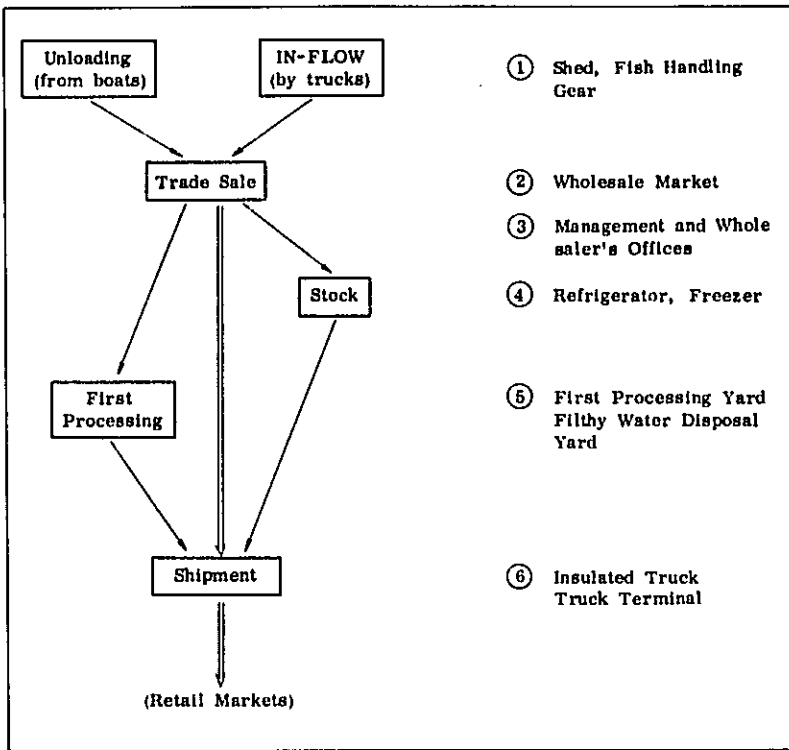 Unloading
(from boats)
IN-FLOW
(by trucks)
① Shed, Fish Handling
Gear
Trade Sale
② Wholesale Market
③ Management and Whole
saler's Offices
Stock
④ Refrigerator, Freezer
First
Processing
⑤ First Processing Yard
Filthy Water Disposal
Yard
Shipment
⑥ Insulated Truck
Truck Terminal
(Retail Markets)